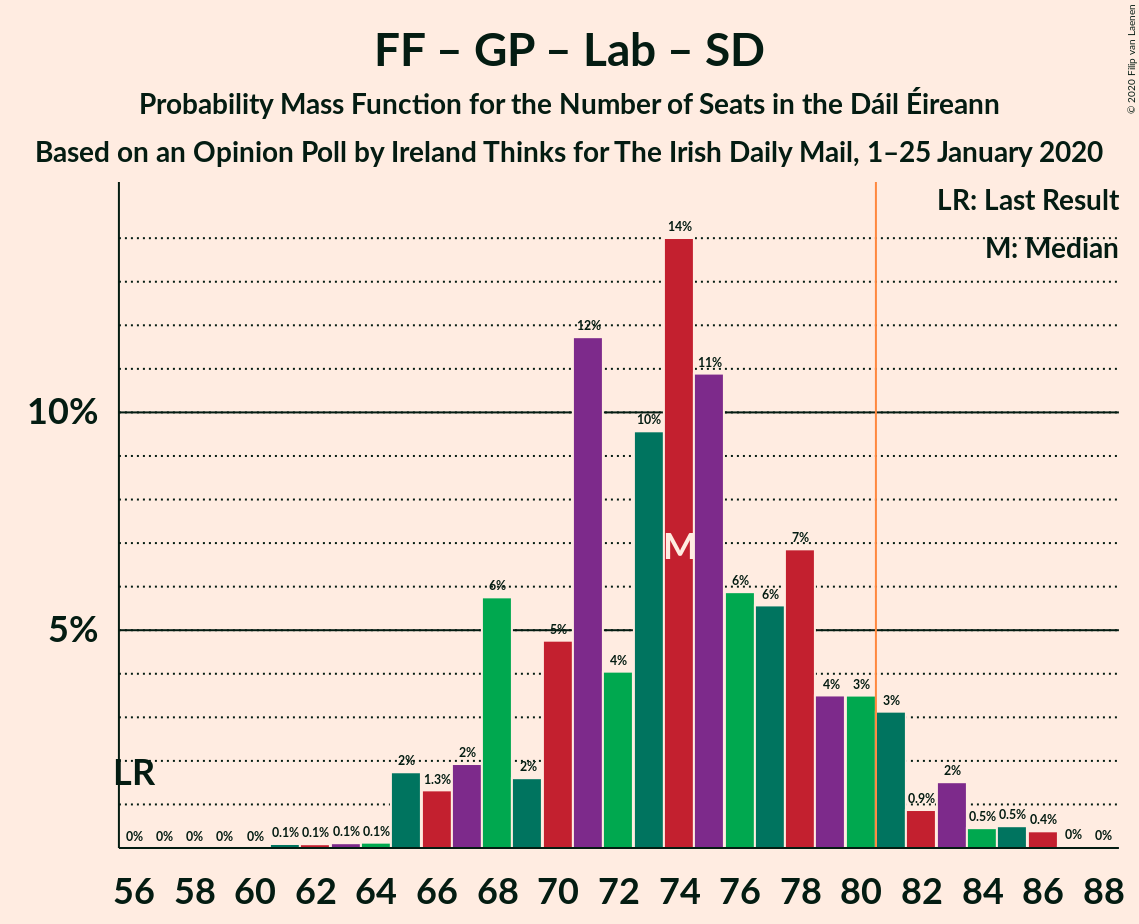 FF – GP – Lab – SD
Probability Mass Function for the Number of Seats in the Dáil Éireann
Based on an Opinion Poll by Ireland Thinks for The Irish Daily Mail, 1–25 January 2020
© 2020 Filip van Laenen
LR: Last Result
M: Median
10%
5%
LR
M
0% 0% 0% 0% 0% 0.1% 0.1% 0.1% 0.1% 2% 1.3% 2% 6% 2% 5% 12% 4% 10% 14% 11% 6% 6% 7% 4% 3% 3% 0.9% 2% 0.5% 0.5% 0.4% 0% 0%
56 58 60 62 64 66 68 70 72 74 76 78 80 82 84 86 88